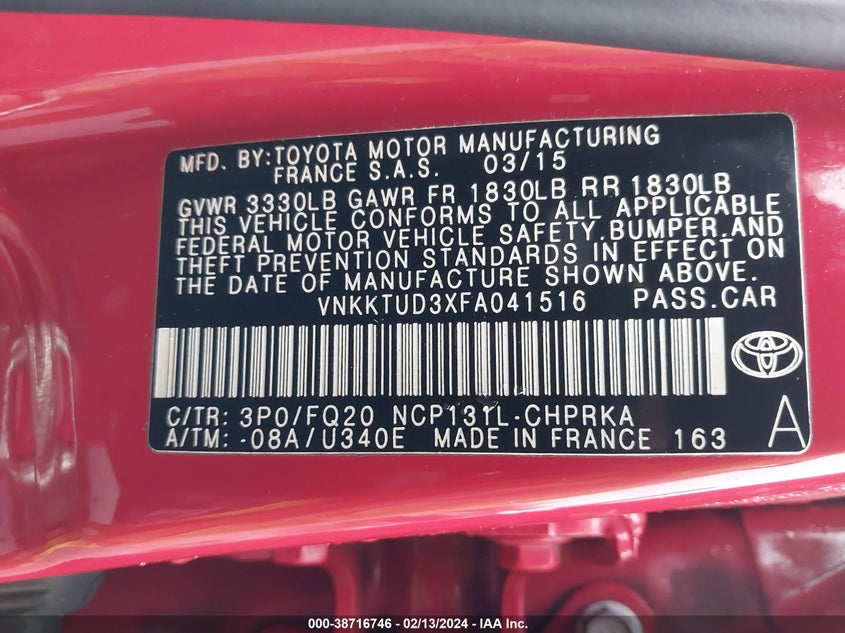 MFD. BY:TOYOTA MOTOR MANUFACTURING
FRANCE S.A.S. 03/15
GVWR 3330LB GAWR FR 1830LB RR 1830LB
THIS VEHICLE CONFORMS TO ALL APPLICABLE
FEDERAL MOTOR VEHICLE SAFETY,BUMPER,AND
THEFT PREVENTION STANDARDS IN EFFECT ON
THE DATE OF MANUFACTURE SHOWN ABOVE.
VNKKTUD3XFA041516 PASS.CAR
C/TR: 3P0/FQ20 NCP131L-CHPRKA
A/TM: -08A/U340E MADE IN FRANCE 163 A
000-38716746 - 02/13/2024 - IAA Inc.